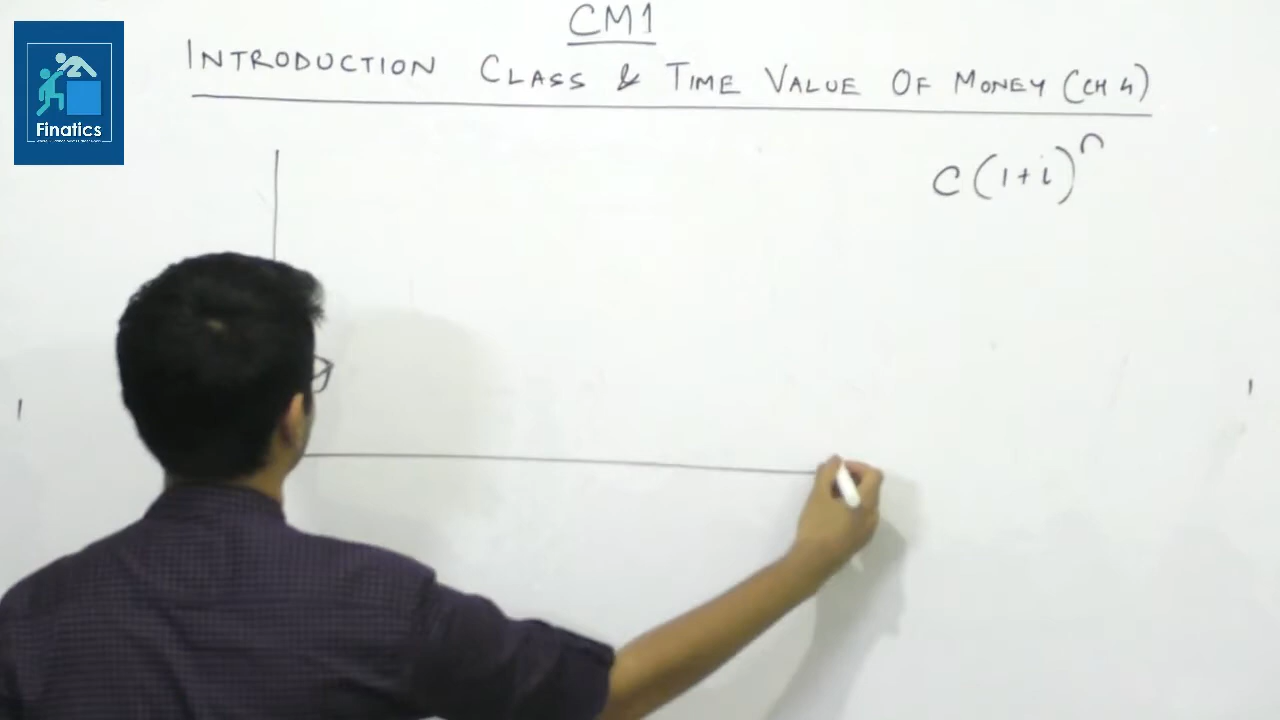 CM1
INTRODUCTION CLASS & TIME VALUE OF MONEY (CH 4)
C(1+i)^n
Finatics